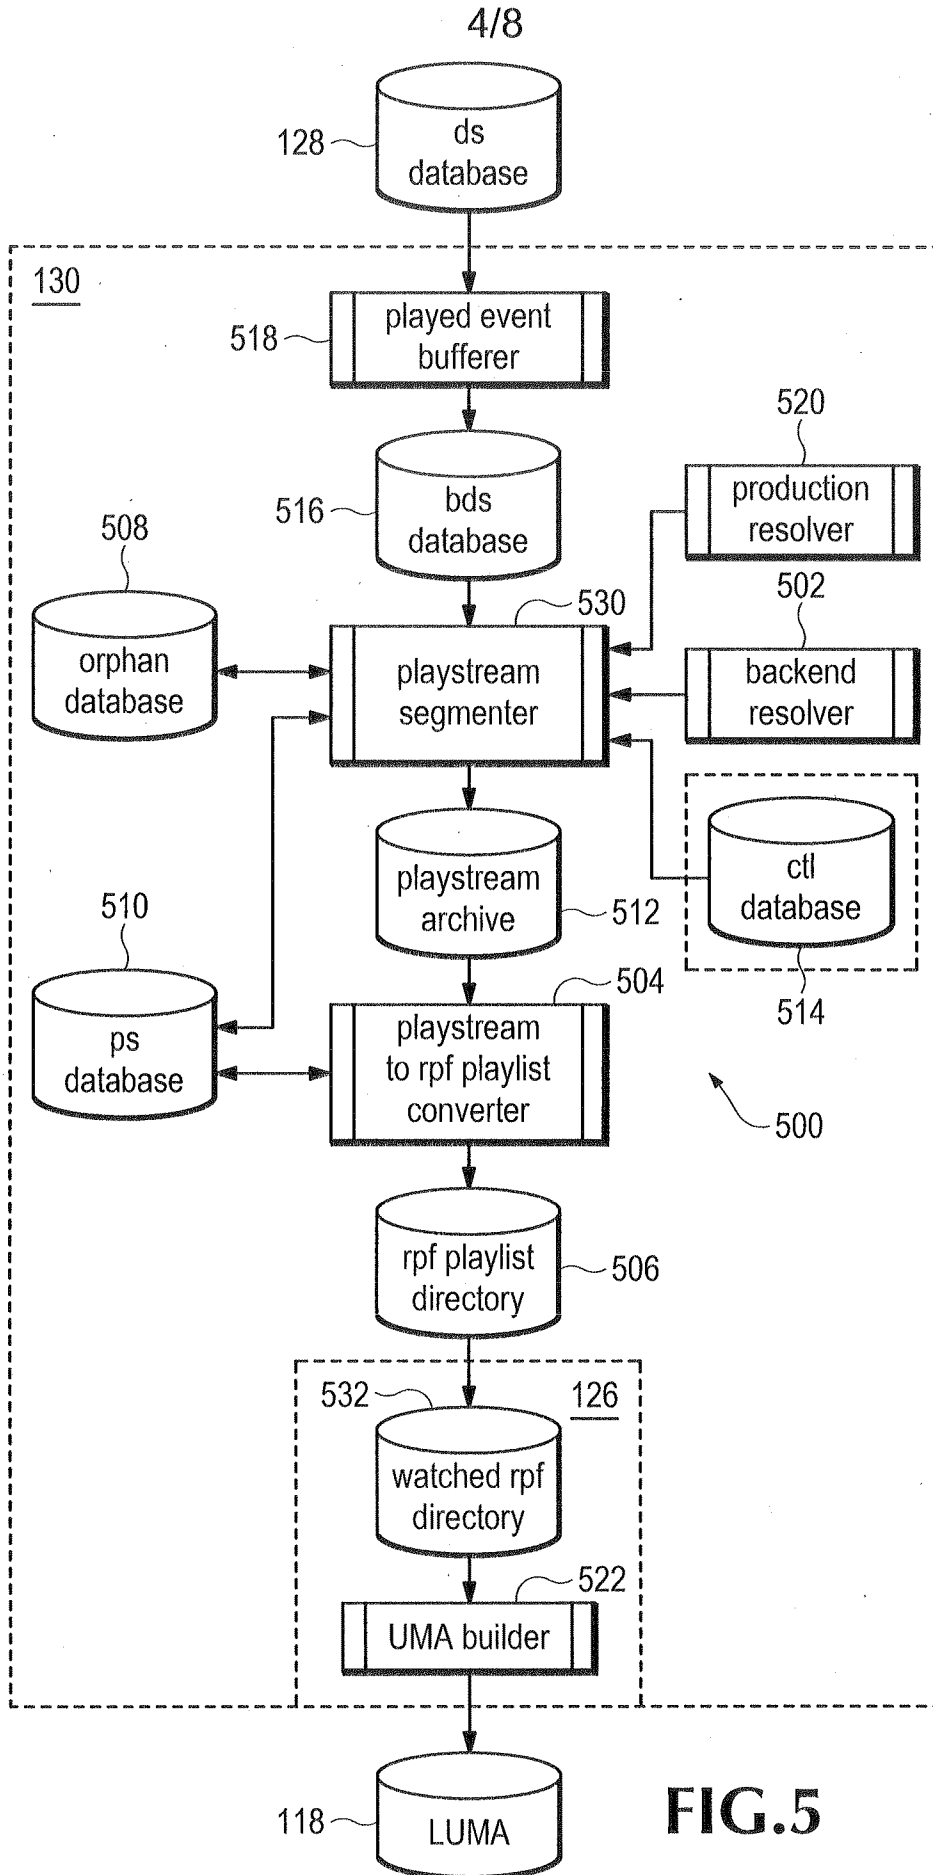 4/8
ds
database
128
130
played event
bufferer
518
520
production
resolver
bds
database
516
508
502
530
orphan
database
playstream
segmenter
backend
resolver
playstream
archive
512
ctl
database
514
510
504
ps
database
playstream
to rpf playlist
converter
500
rpf playlist
directory
506
532
126
watched rpf
directory
522
UMA builder
118
LUMA
FIG.5